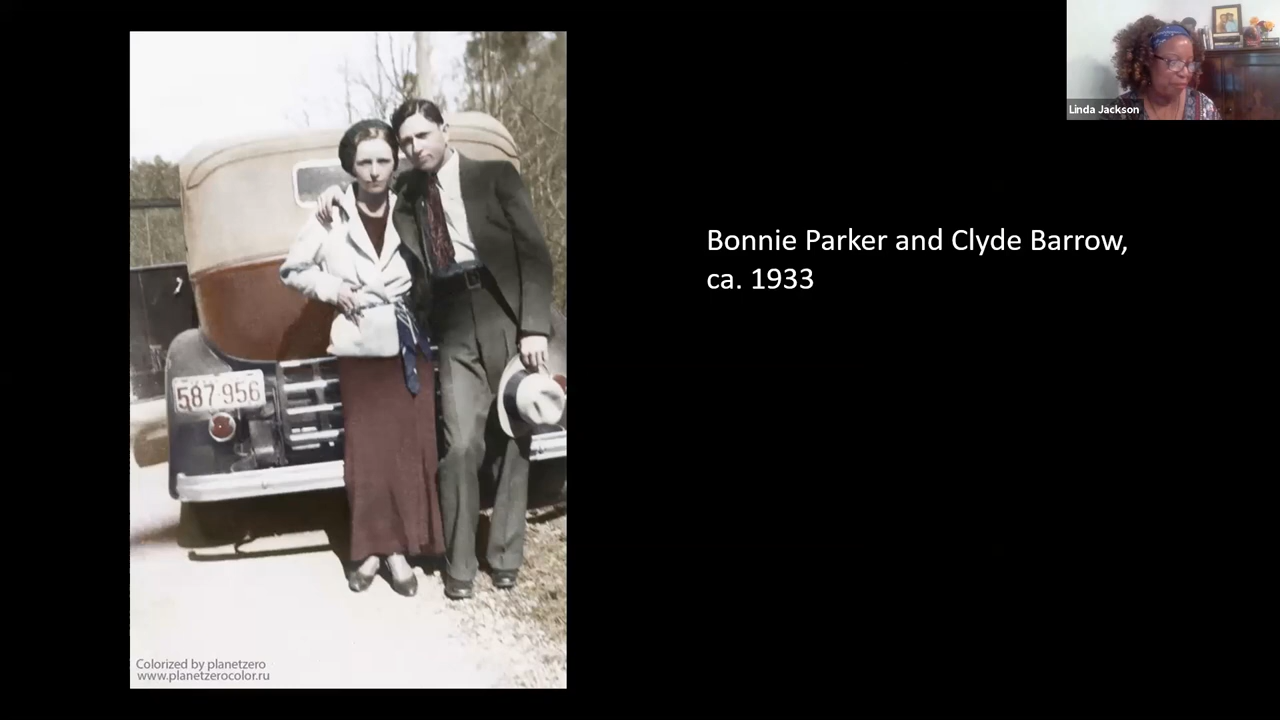 Linda Jackson
Bonnie Parker and Clyde Barrow,
ca. 1933
587-956
Colorized by planetzero
www.planetzerocolor.ru